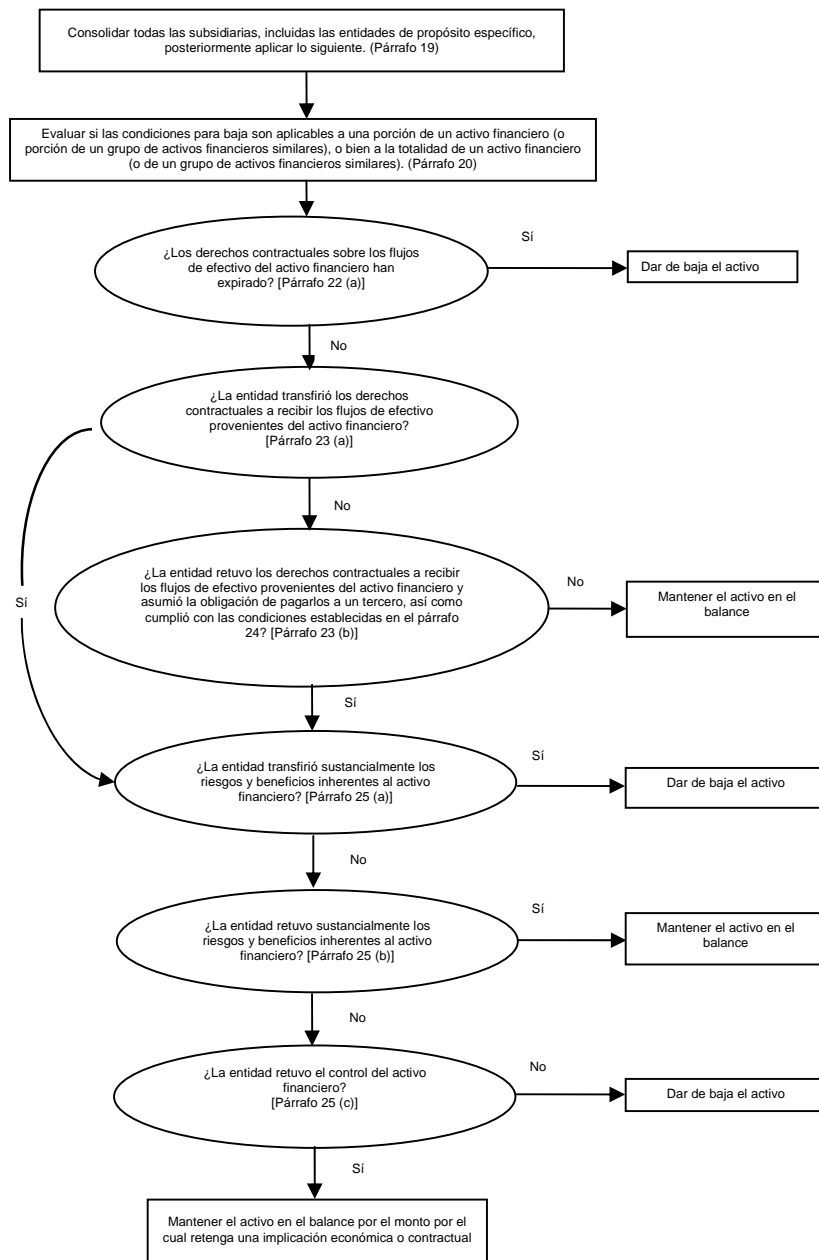 Consolidar todas las subsidiarias, incluidas las entidades de propósito específico,
posteriormente aplicar lo siguiente. (Párrafo 19)
Evaluar si las condiciones para baja son aplicables a una porción de un activo financiero (o
porción de un grupo de activos financieros similares), o bien a la totalidad de un activo financiero
(o de un grupo de activos financieros similares). (Párrafo 20)
¿Los derechos contractuales sobre los flujos
de efectivo del activo financiero han
expirado? [Párrafo 22 (a)]
Sí
Dar de baja el activo
No
¿La entidad transfirió los derechos
contractuales a recibir los flujos de efectivo
provenientes del activo financiero?
[Párrafo 23 (a)]
No
Sí
¿La entidad retuvo los derechos contractuales a recibir
los flujos de efectivo provenientes del activo financiero y
asumió la obligación de pagarlos a un tercero, así como
cumplió con las condiciones establecidas en el párrafo
24? [Párrafo 23 (b)]
No
Mantener el activo en el
balance
Sí
¿La entidad transfirió sustancialmente los
riesgos y beneficios inherentes al activo
financiero? [Párrafo 25 (a)]
Sí
Dar de baja el activo
No
¿La entidad retuvo sustancialmente los
riesgos y beneficios inherentes al activo
financiero? [Párrafo 25 (b)]
Sí
Mantener el activo en el
balance
No
¿La entidad retuvo el control del activo
financiero?
[Párrafo 25 (c)]
No
Dar de baja el activo
Sí
Mantener el activo en el balance por el monto por el
cual retenga una implicación económica o contractual